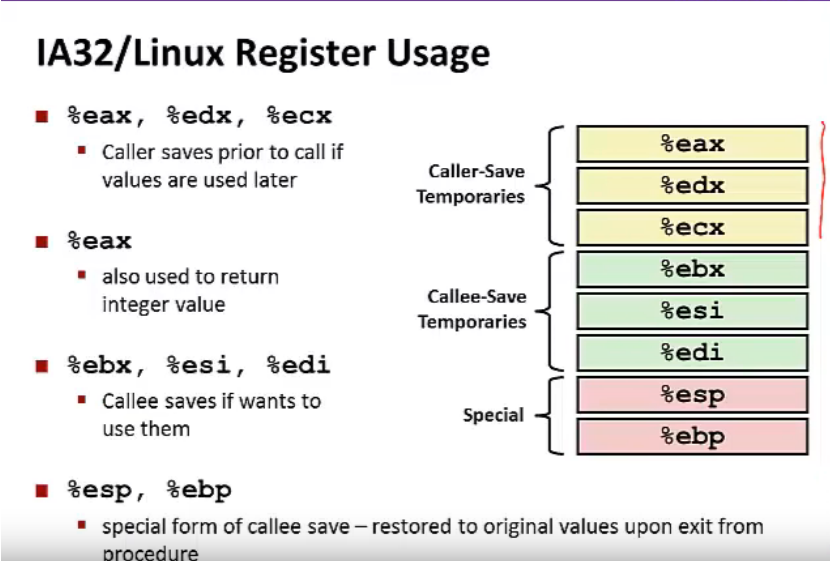 IA32/Linux Register Usage
%eax, %edx, %ecx
Caller saves prior to call if
values are used later
%eax
also used to return
integer value
%ebx, %esi, %edi
Callee saves if wants to
use them
%esp, %ebp
special form of callee save – restored to original values upon exit from
procedure
Caller-Save
Temporaries
Callee-Save
Temporaries
Special
%eax
%edx
%ecx
%ebx
%esi
%edi
%esp
%ebp